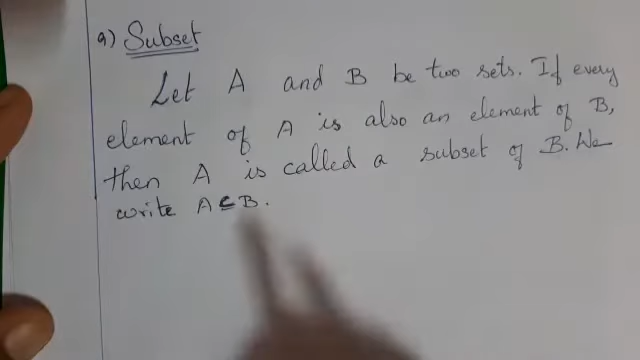 9) Subset
Let A and B be two sets. If every
element of A is also an element of B,
then A is called a subset of B. We
write A ⊆ B.